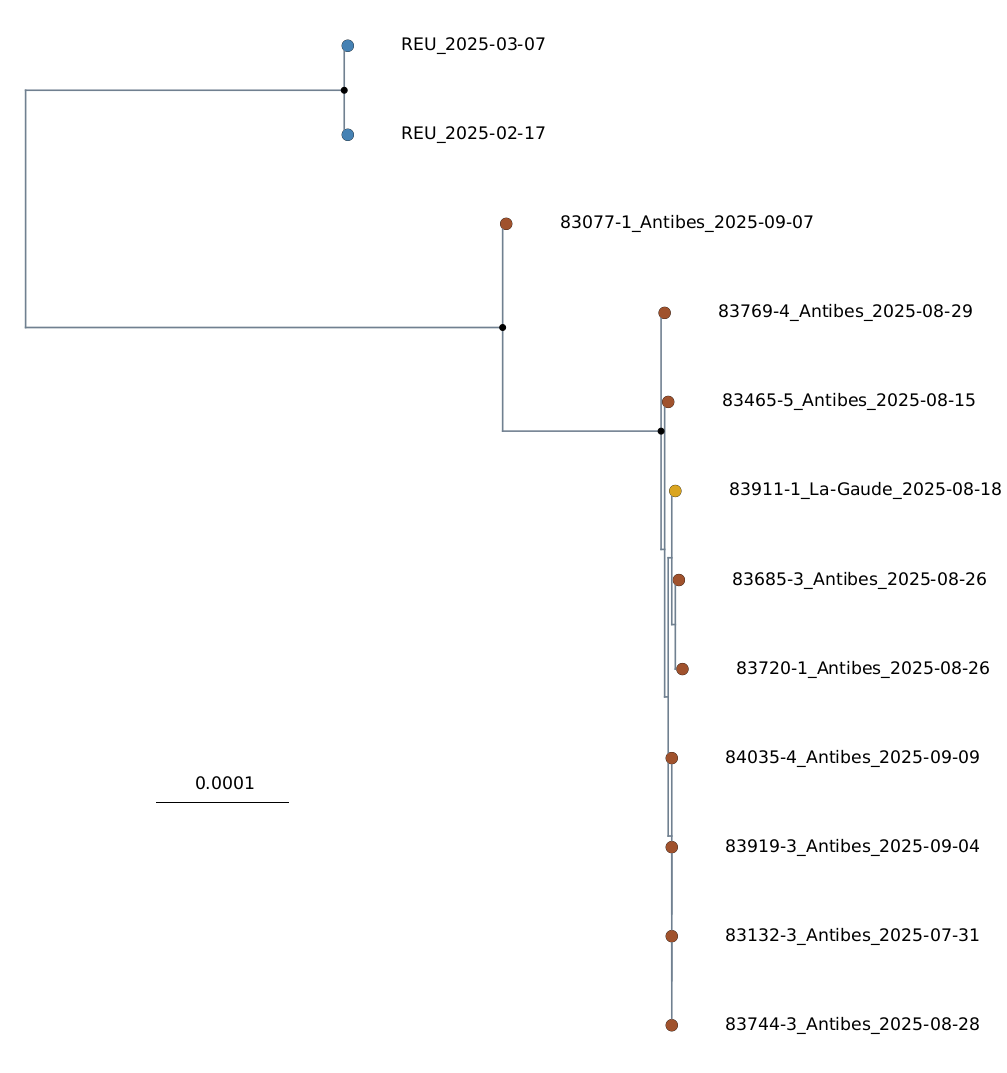 REU_2025-03-07
REU_2025-02-17
83077-1_Antibes_2025-09-07
83769-4_Antibes_2025-08-29
83465-5_Antibes_2025-08-15
83911-1_La-Gaude_2025-08-18
83685-3_Antibes_2025-08-26
83720-1_Antibes_2025-08-26
84035-4_Antibes_2025-09-09
0.0001
83919-3_Antibes_2025-09-04
83132-3_Antibes_2025-07-31
83744-3_Antibes_2025-08-28